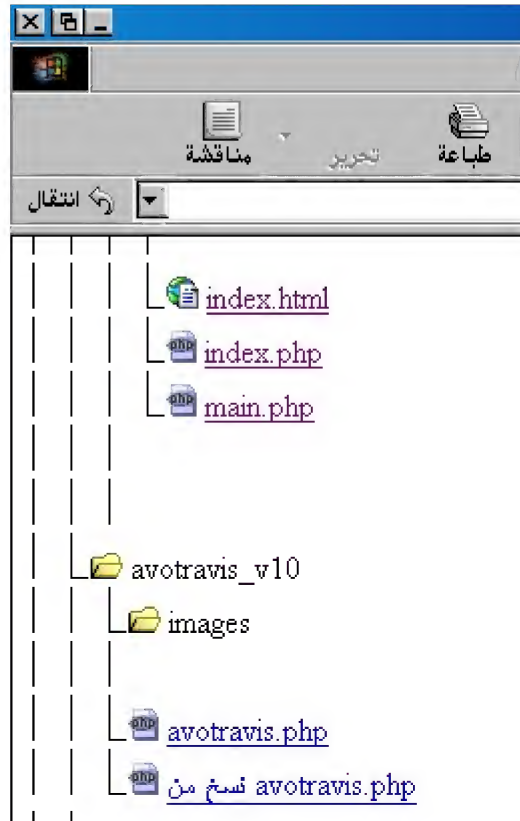 طباعة
تحرير
مناقشة
انتقال
index.html
index.php
main.php
avotravis_v10
images
avotravis.php
نسخ من avotravis.php